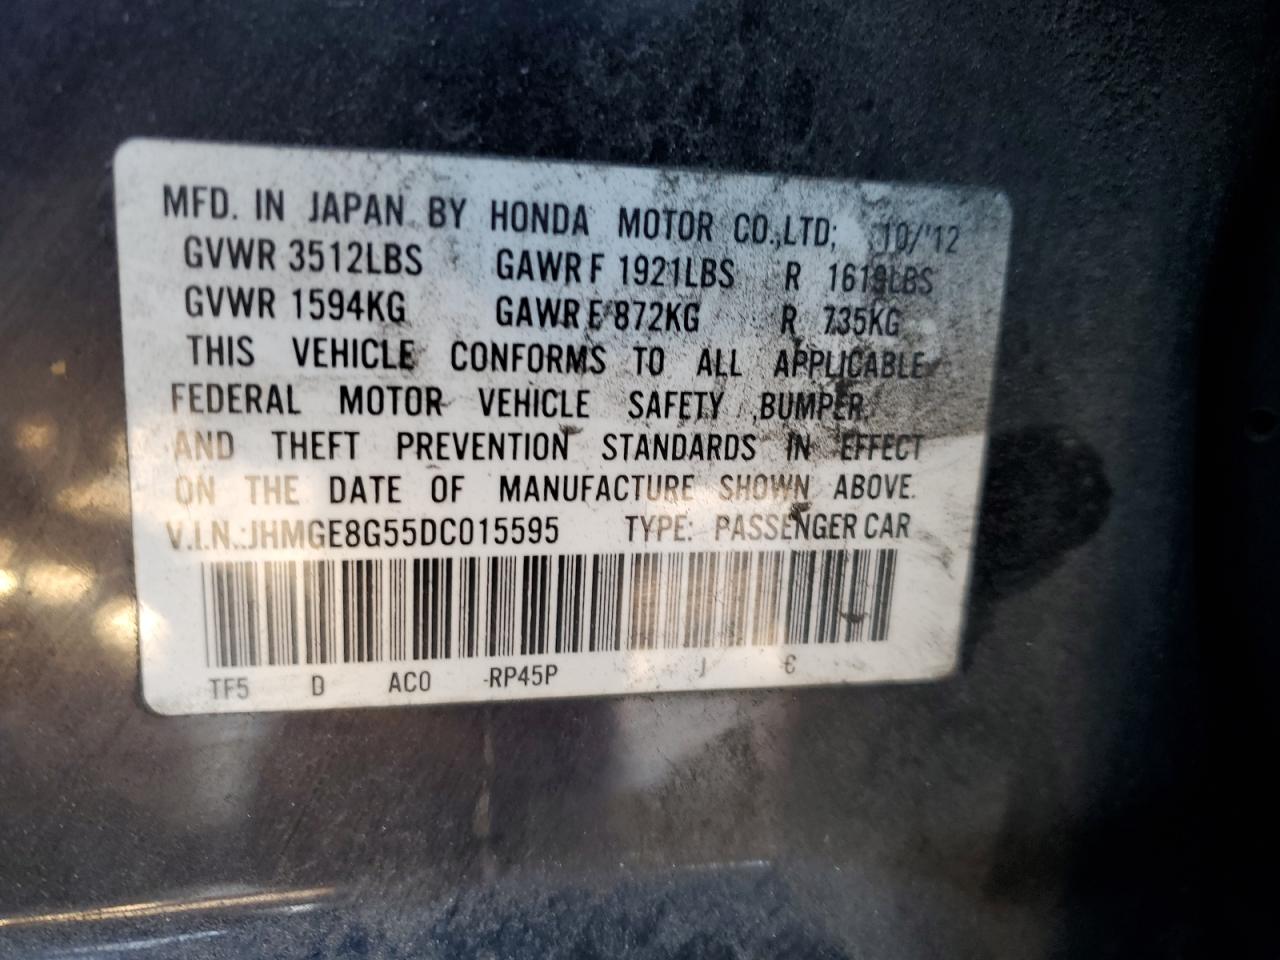 MFD. IN JAPAN BY HONDA MOTOR CO.,LTD; 10/'12
GVWR 3512LBS GAWR F 1921LBS R 1619LBS
GVWR 1594KG GAWR F 872KG R 735KG
THIS VEHICLE CONFORMS TO ALL APPLICABLE
FEDERAL MOTOR VEHICLE SAFETY ,BUMPER
AND THEFT PREVENTION STANDARDS IN EFFECT
ON THE DATE OF MANUFACTURE SHOWN ABOVE.
V.I.N.:JHMGE8G55DC015595 TYPE: PASSENGER CAR
TF5 D AC0 -RP45P -J